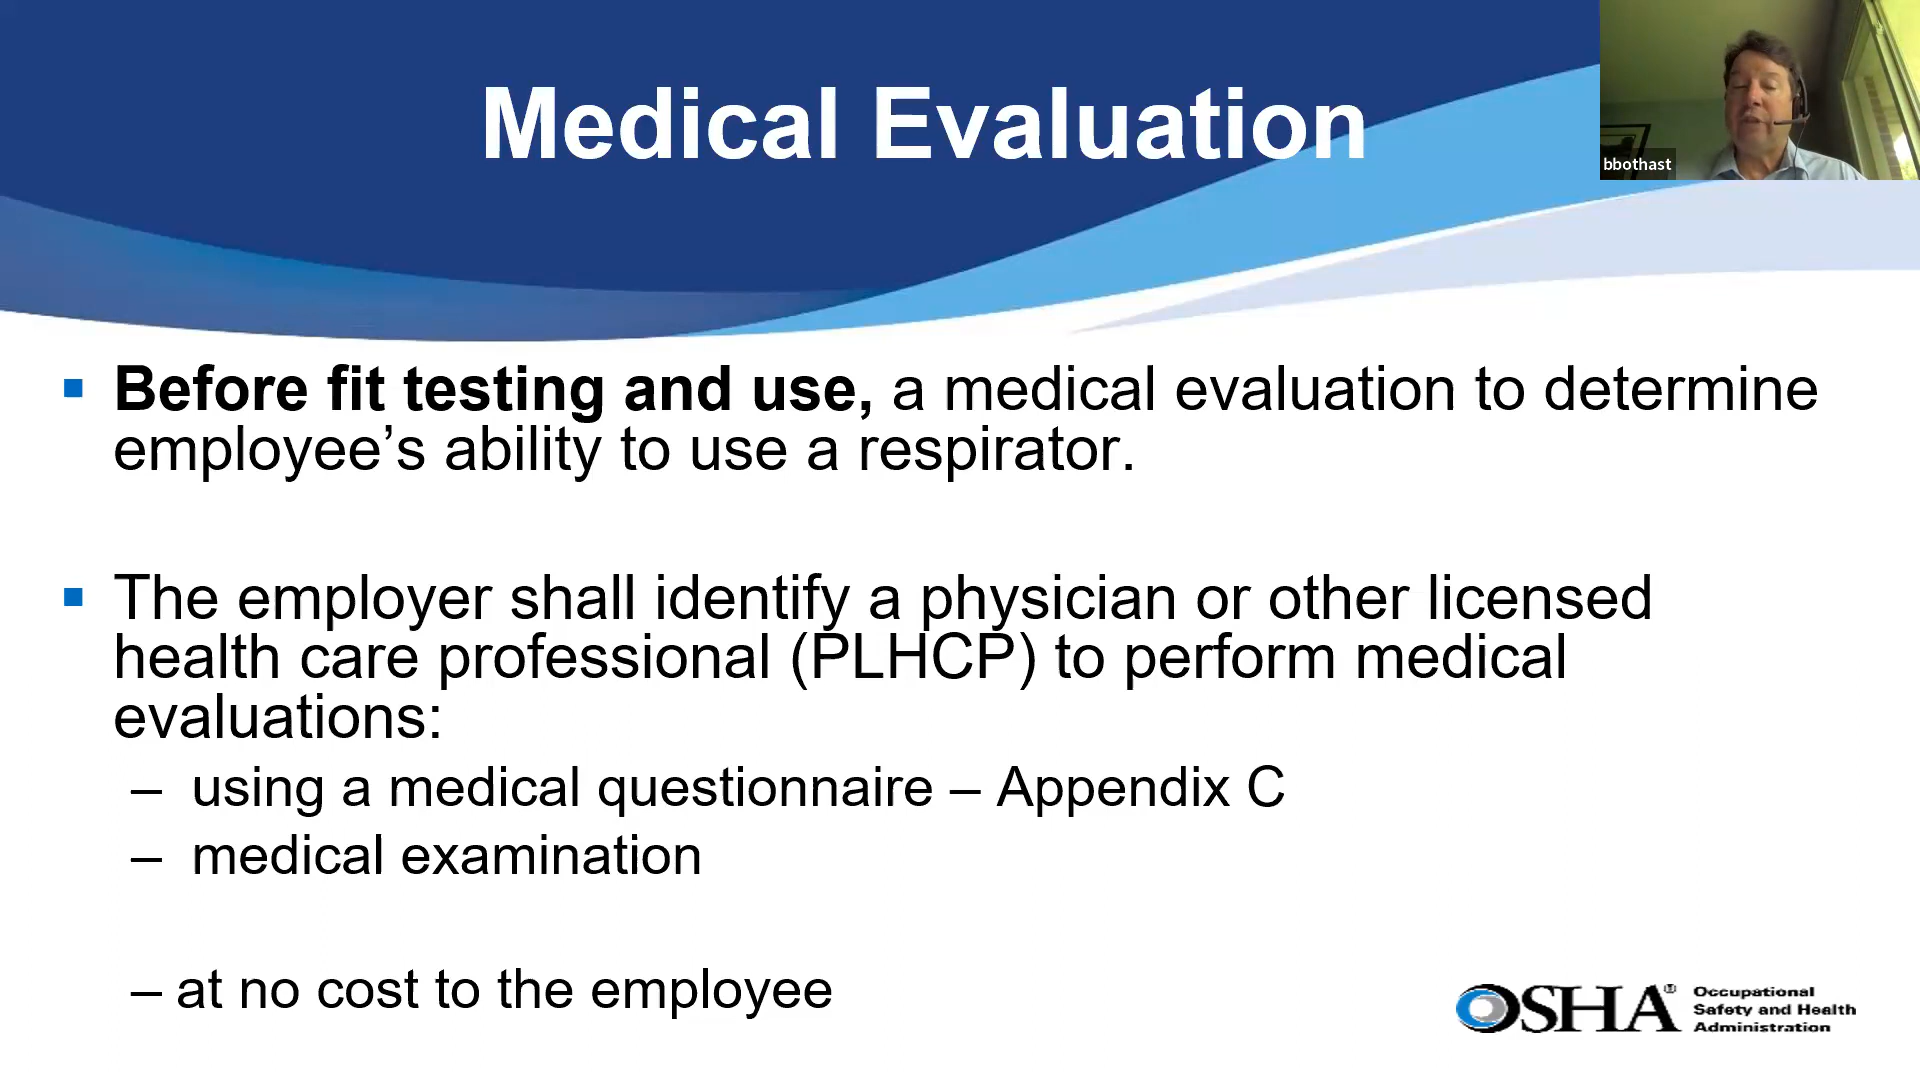 Medical Evaluation
bbothast
▪ Before fit testing and use, a medical evaluation to determine
employee’s ability to use a respirator.
▪ The employer shall identify a physician or other licensed
health care professional (PLHCP) to perform medical
evaluations:
– using a medical questionnaire – Appendix C
– medical examination
– at no cost to the employee
OSHA®
Occupational
Safety and Health
Administration